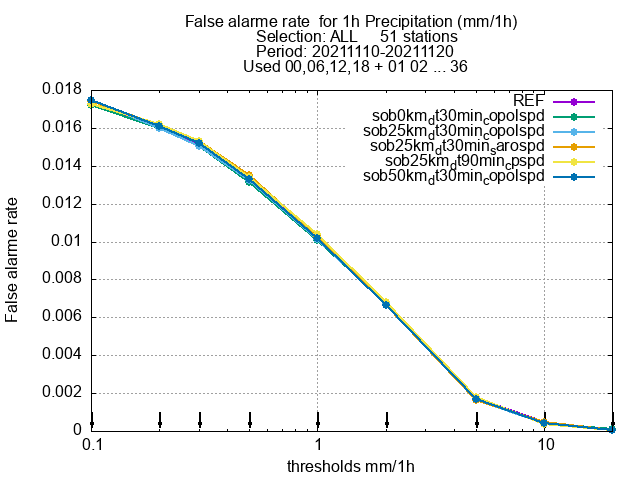 False alarme rate  for 1h Precipitation (mm/1h)
Selection: ALL     51 stations
Period: 20211110-20211120
Used 00,06,12,18 + 01 02 ... 36
REF
sob0km_dt30min_copolspd
sob25km_dt30min_copolspd
sob25km_dt30min_sarospd
sob25km_dt90min_cpspd
sob50km_dt30min_copolspd
0.018
0.016
0.014
0.012
0.01
0.008
0.006
0.004
0.002
0
False alarme rate
0.1 1 10
thresholds mm/1h